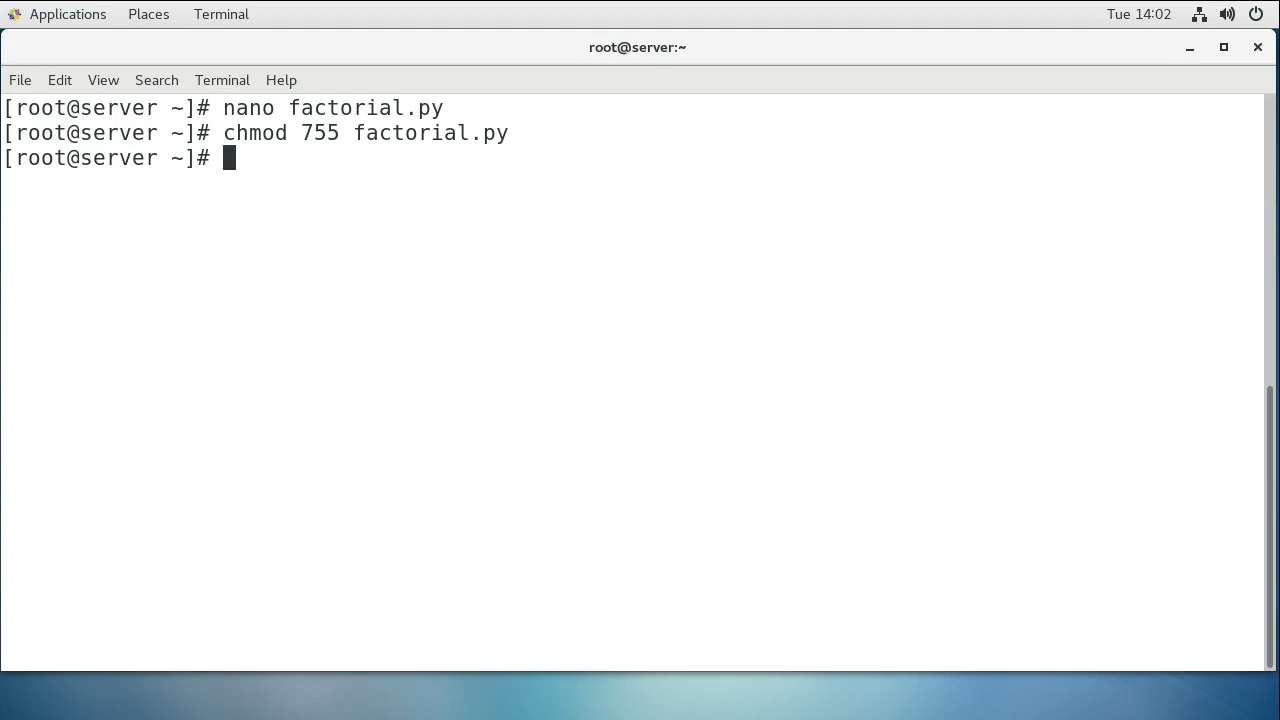 Applications Places Terminal Tue 14:02
root@server:~
File Edit View Search Terminal Help
[root@server ~]# nano factorial.py
[root@server ~]# chmod 755 factorial.py
[root@server ~]#